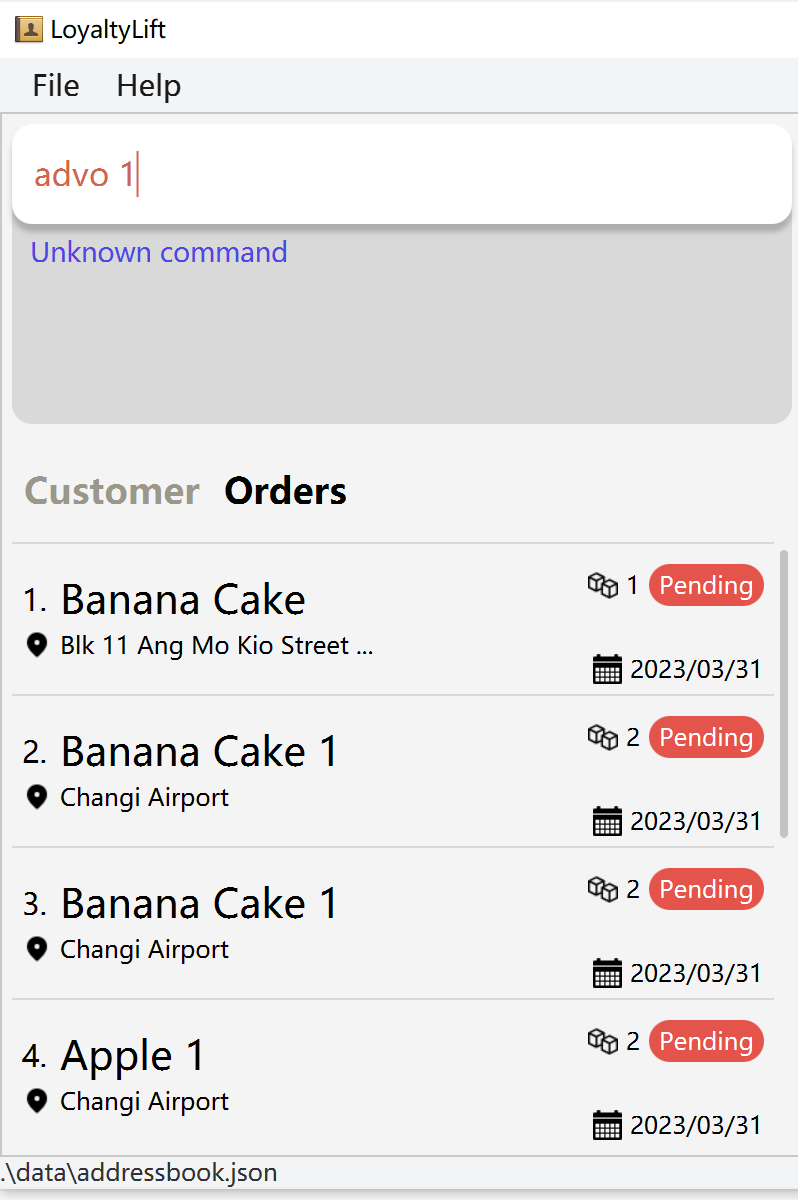 LoyaltyLift
File Help
advo 1
Unknown command
Customer Orders
1. Banana Cake 1 Pending
Blk 11 Ang Mo Kio Street ...
2023/03/31
2. Banana Cake 1 2 Pending
Changi Airport
2023/03/31
3. Banana Cake 1 2 Pending
Changi Airport
2023/03/31
4. Apple 1 2 Pending
Changi Airport
2023/03/31
.\data\addressbook.json